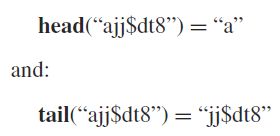 head(“ajj$dt8”) = “a”
and:
tail(“ajj$dt8”) = “jj$dt8”